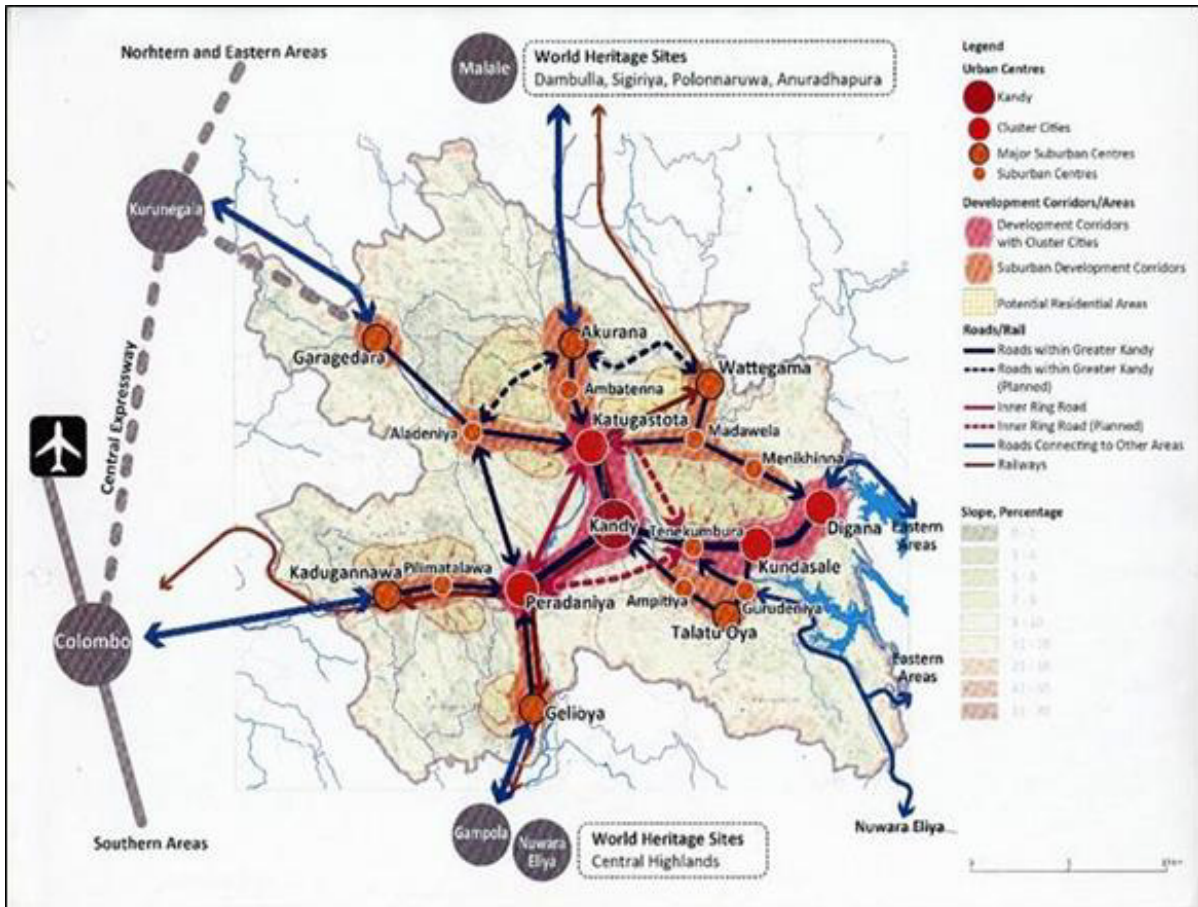 Norhtern and Eastern Areas
Malale
World Heritage Sites
Dambulla, Sigiriya, Polonnaruwa, Anuradhapura
Kurunegala
Central Expressway
Colombo
Southern Areas
Garagedara
Akurana
Ambatenna
Wattegama
Katugastota
Aladeniya
Madawela
Menikhinna
Digana
Eastern
Areas
Kandy
Tenekumbura
Kundasale
Kadugannawa
Pilimatalawa
Peradaniya
Ampitiya
Gurudeniya
Talatu Oya
Eastern
Areas
Gelioya
Nuwara Eliya
Gampola
Nuwara
Eliya
World Heritage Sites
Central Highlands
Legend
Urban Centres
Kandy
Cluster Cities
Major Suburban Centres
Suburban Centres
Development Corridors/Areas
Development Corridors
with Cluster Cities
Suburban Development Corridors
Potential Residential Areas
Roads/Rail
Roads within Greater Kandy
Roads within Greater Kandy
(Planned)
Inner Ring Road
Inner Ring Road (Planned)
Roads Connecting to Other Areas
Railways
Slope, Percentage